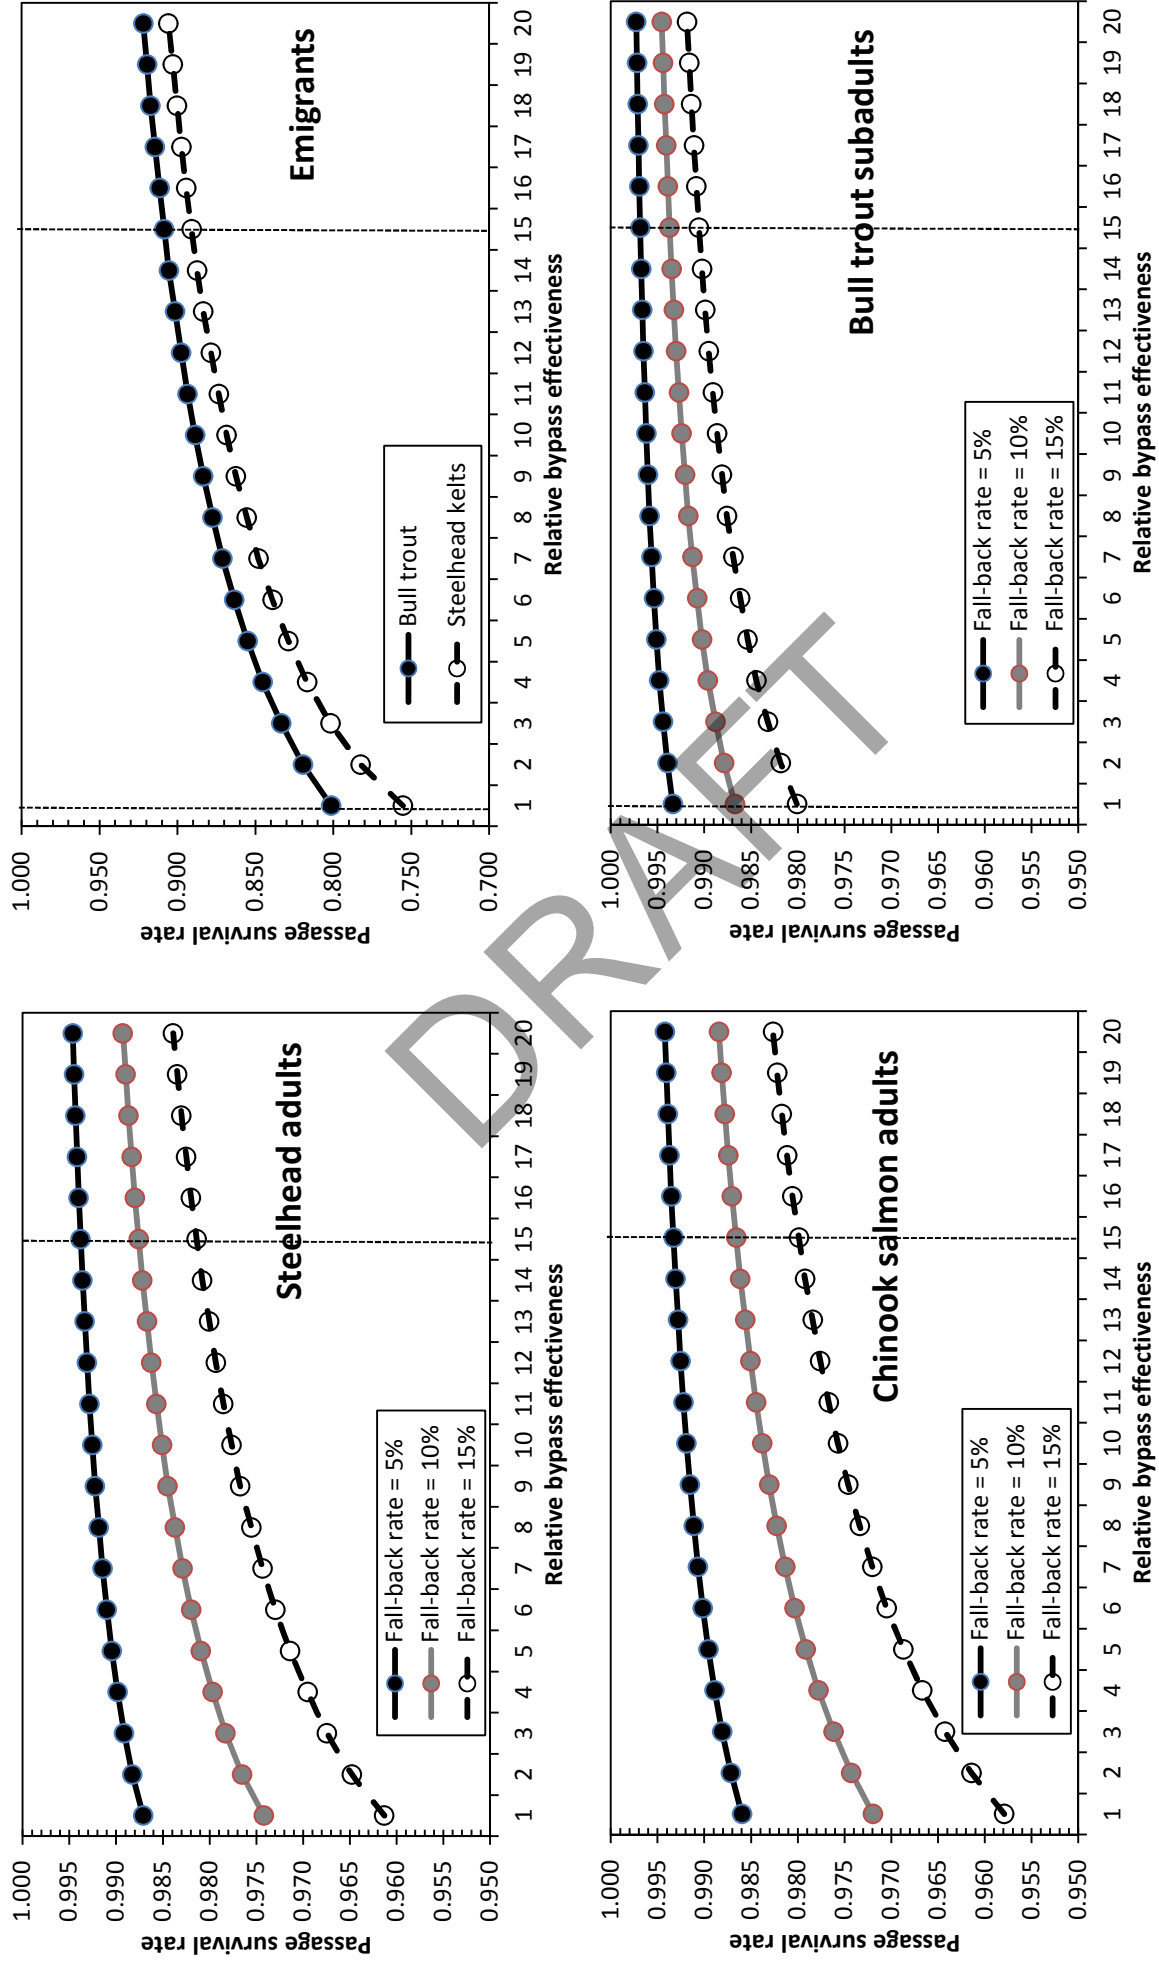 Steelhead adults
1.000
0.995
0.990
0.985
0.980
0.975
0.970
0.965
0.960
0.955
0.950
Passage survival rate
1 2 3 4 5 6 7 8 9 10 11 12 13 14 15 16 17 18 19 20
Relative bypass effectiveness
Fall-back rate = 5%
Fall-back rate = 10%
Fall-back rate = 15%
Emigrants
1.000
0.950
0.900
0.850
0.800
0.750
0.700
Passage survival rate
1 2 3 4 5 6 7 8 9 10 11 12 13 14 15 16 17 18 19 20
Relative bypass effectiveness
Bull trout
Steelhead kelts
Chinook salmon adults
1.000
0.995
0.990
0.985
0.980
0.975
0.970
0.965
0.960
0.955
0.950
Passage survival rate
1 2 3 4 5 6 7 8 9 10 11 12 13 14 15 16 17 18 19 20
Relative bypass effectiveness
Fall-back rate = 5%
Fall-back rate = 10%
Fall-back rate = 15%
Bull trout subadults
1.000
0.995
0.990
0.985
0.980
0.975
0.970
0.965
0.960
0.955
0.950
Passage survival rate
1 2 3 4 5 6 7 8 9 10 11 12 13 14 15 16 17 18 19 20
Relative bypass effectiveness
Fall-back rate = 5%
Fall-back rate = 10%
Fall-back rate = 15%
DRAFT